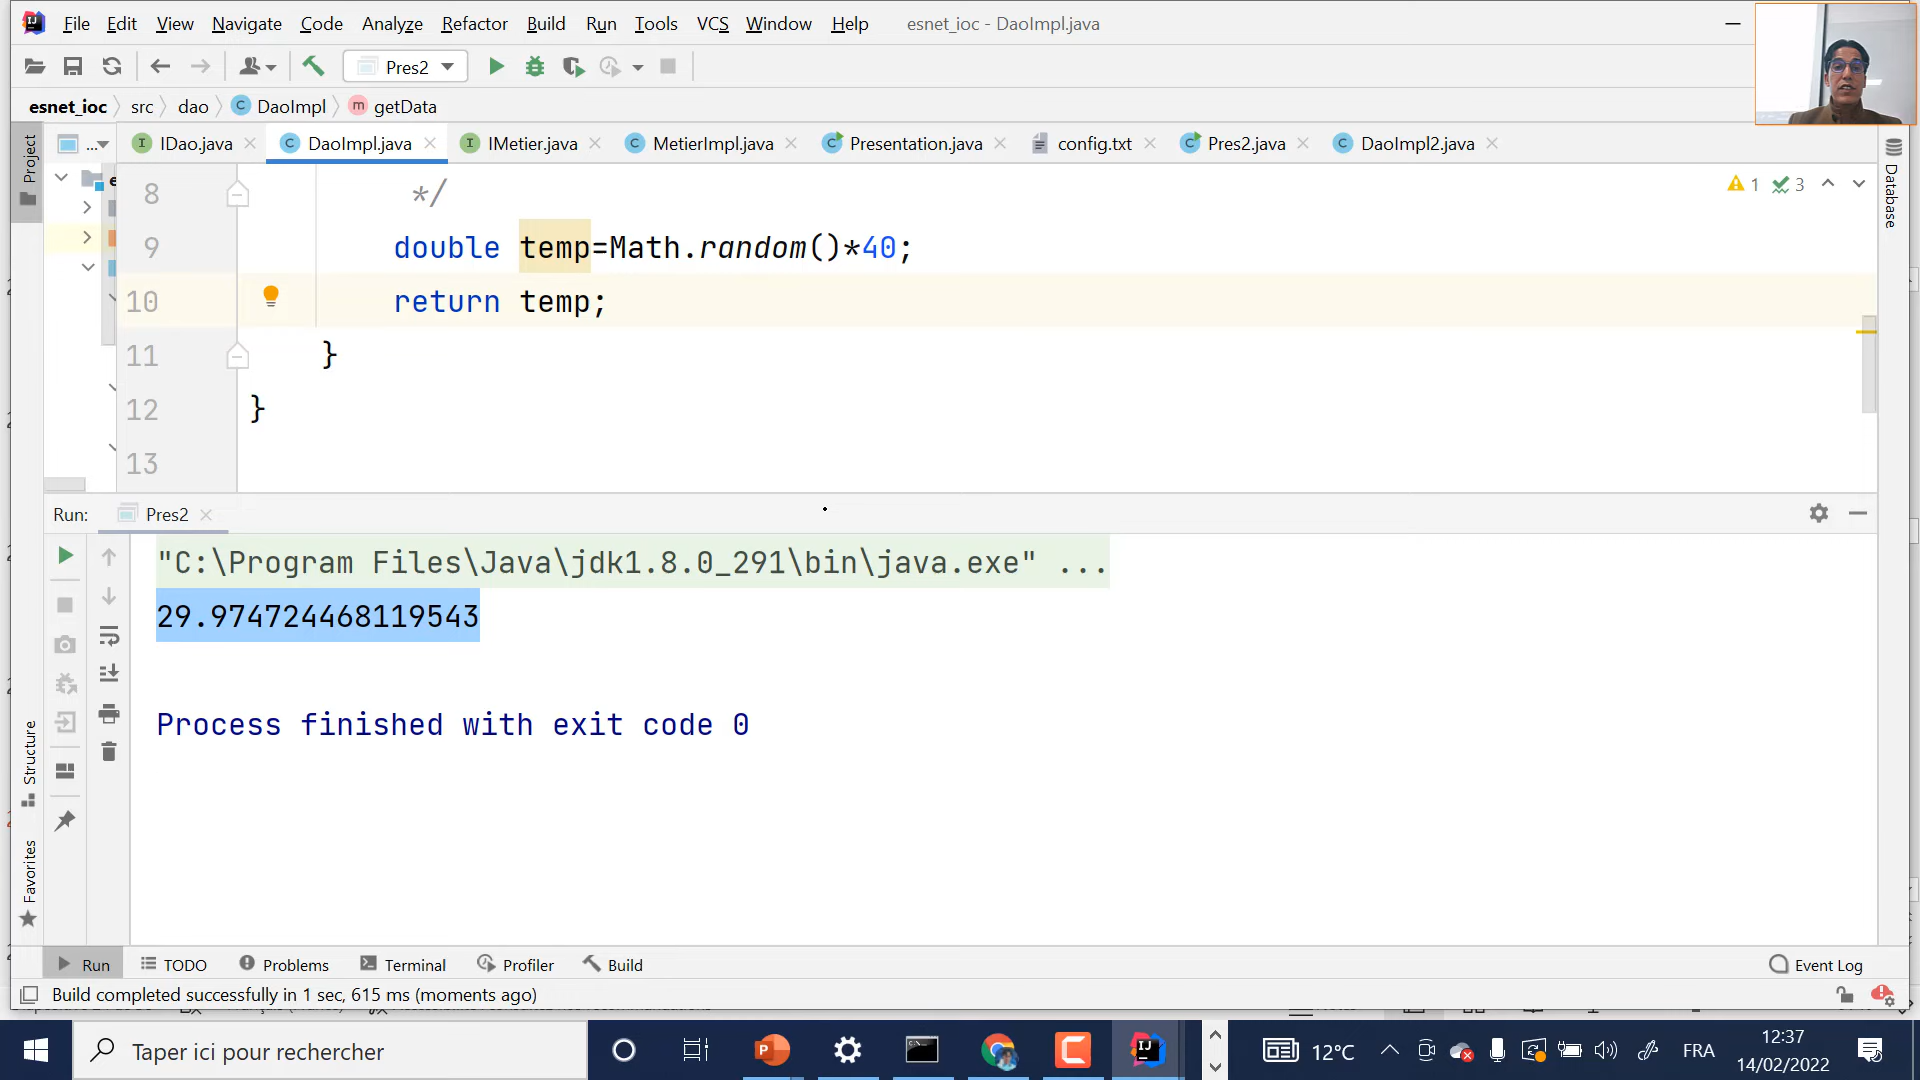 File Edit View Navigate Code Analyze Refactor Build Run Tools VCS Window Help esnet_ioc - DaoImpl.java
Pres2
esnet_ioc src dao DaoImpl getData
Project
... IDao.java DaoImpl.java IMetier.java MetierImpl.java Presentation.java config.txt Pres2.java DaoImpl2.java
Database
1 3
8 */
9 double temp=Math.random()*40;
10 return temp;
11 }
12 }
13
Run: Pres2
"C:\Program Files\Java\jdk1.8.0_291\bin\java.exe" ...
29.974724468119543
Process finished with exit code 0
Structure
Favorites
Run TODO Problems Terminal Profiler Build Event Log
Build completed successfully in 1 sec, 615 ms (moments ago)
Taper ici pour rechercher
12°C
FRA
12:37
14/02/2022